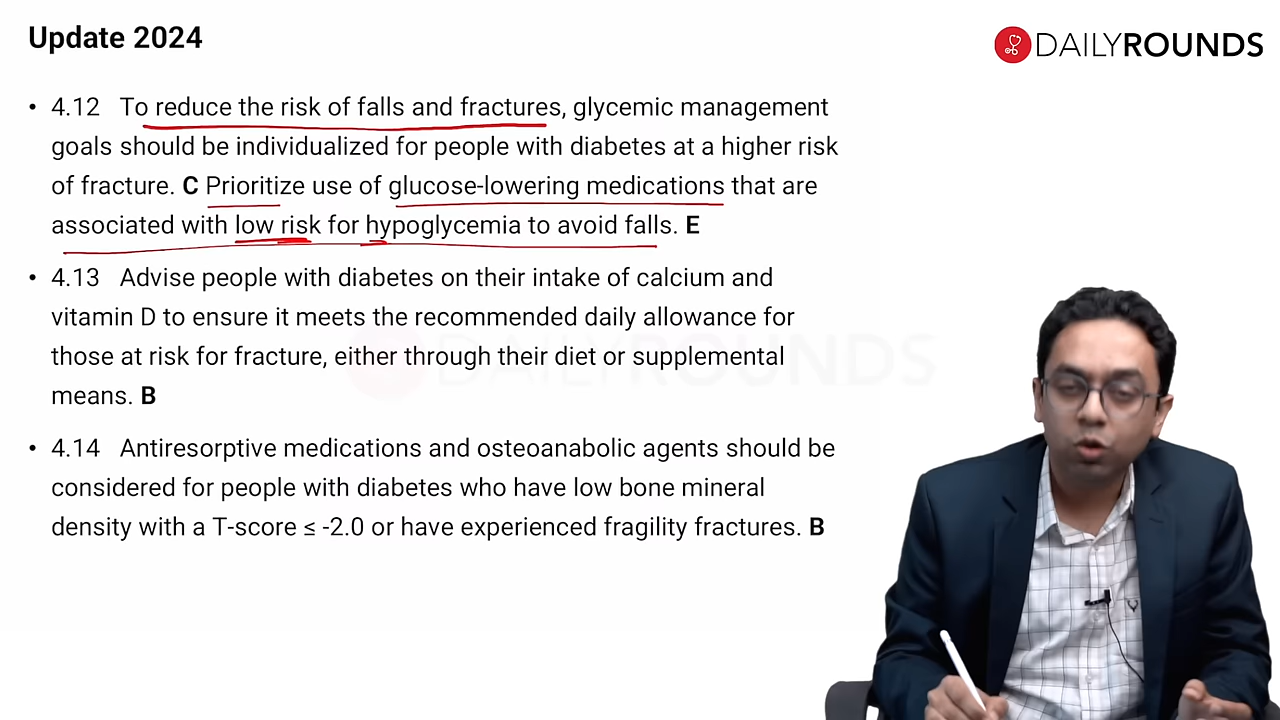 Update 2024
DAILYROUNDS
• 4.12 To reduce the risk of falls and fractures, glycemic management
goals should be individualized for people with diabetes at a higher risk
of fracture. C Prioritize use of glucose-lowering medications that are
associated with low risk for hypoglycemia to avoid falls. E
• 4.13 Advise people with diabetes on their intake of calcium and
vitamin D to ensure it meets the recommended daily allowance for
those at risk for fracture, either through their diet or supplemental
means. B
DAILYROUNDS
• 4.14 Antiresorptive medications and osteoanabolic agents should be
considered for people with diabetes who have low bone mineral
density with a T-score ≤ -2.0 or have experienced fragility fractures. B